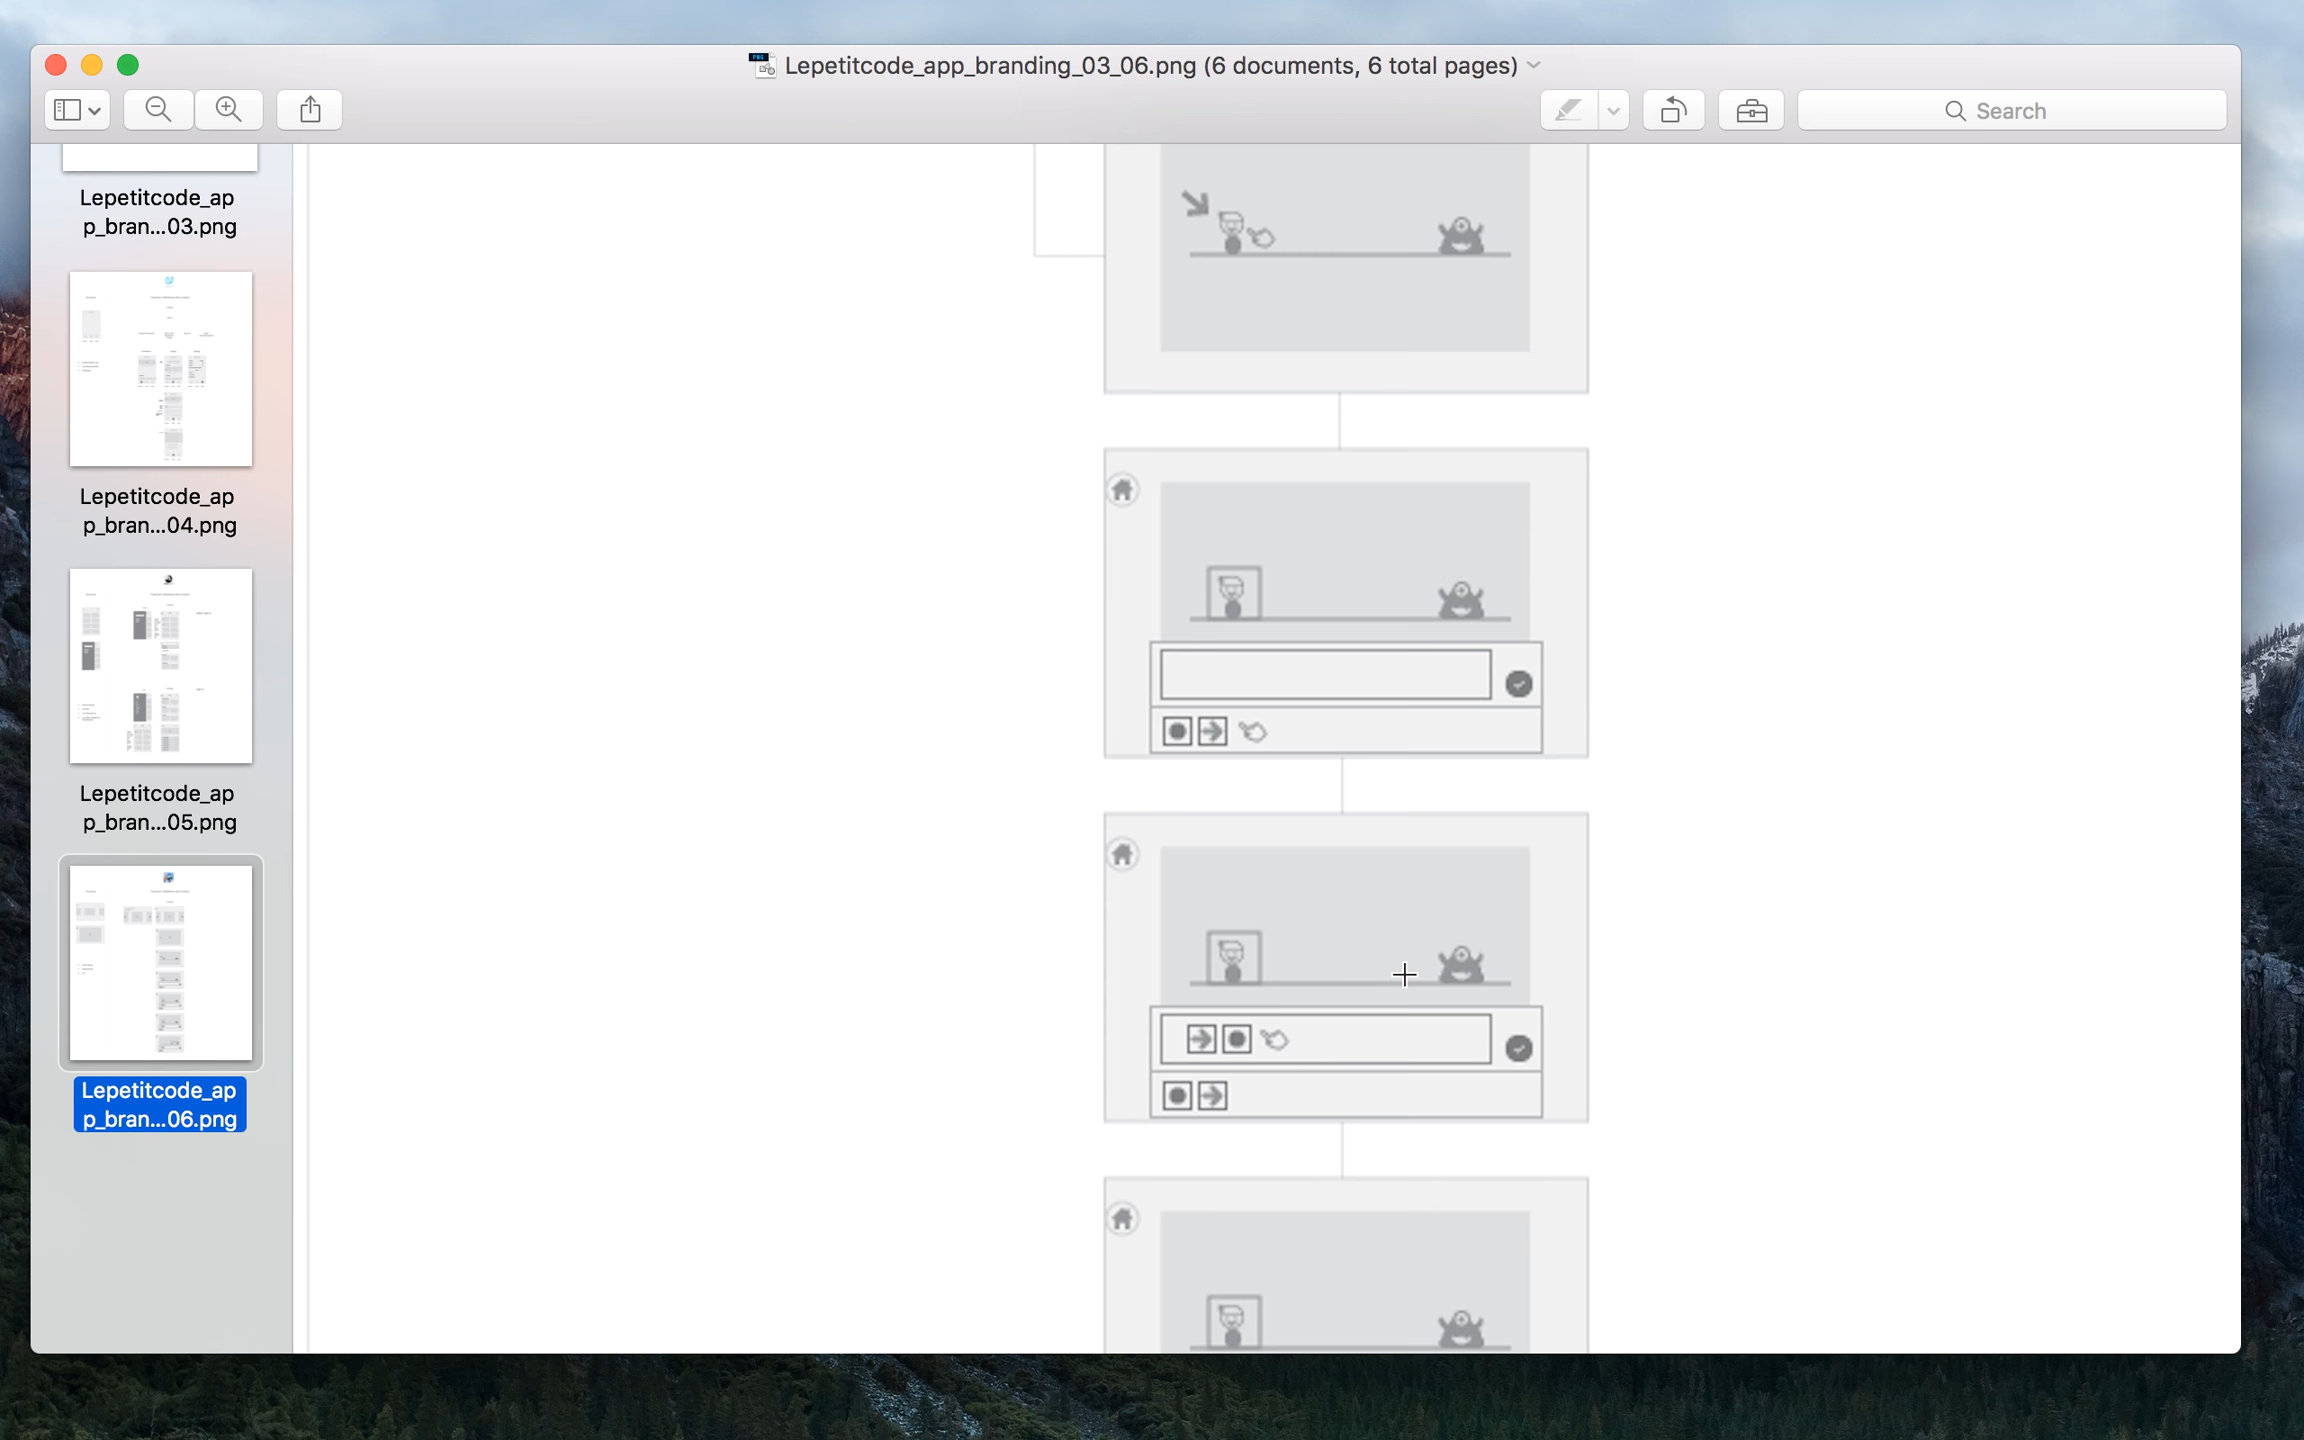 Lepetitcode_app_branding_03_06.png (6 documents, 6 total pages)
Search
Lepetitcode_ap
p_bran...03.png
Lepetitcode_ap
p_bran...04.png
Lepetitcode_ap
p_bran...05.png
Lepetitcode_ap
p_bran...06.png